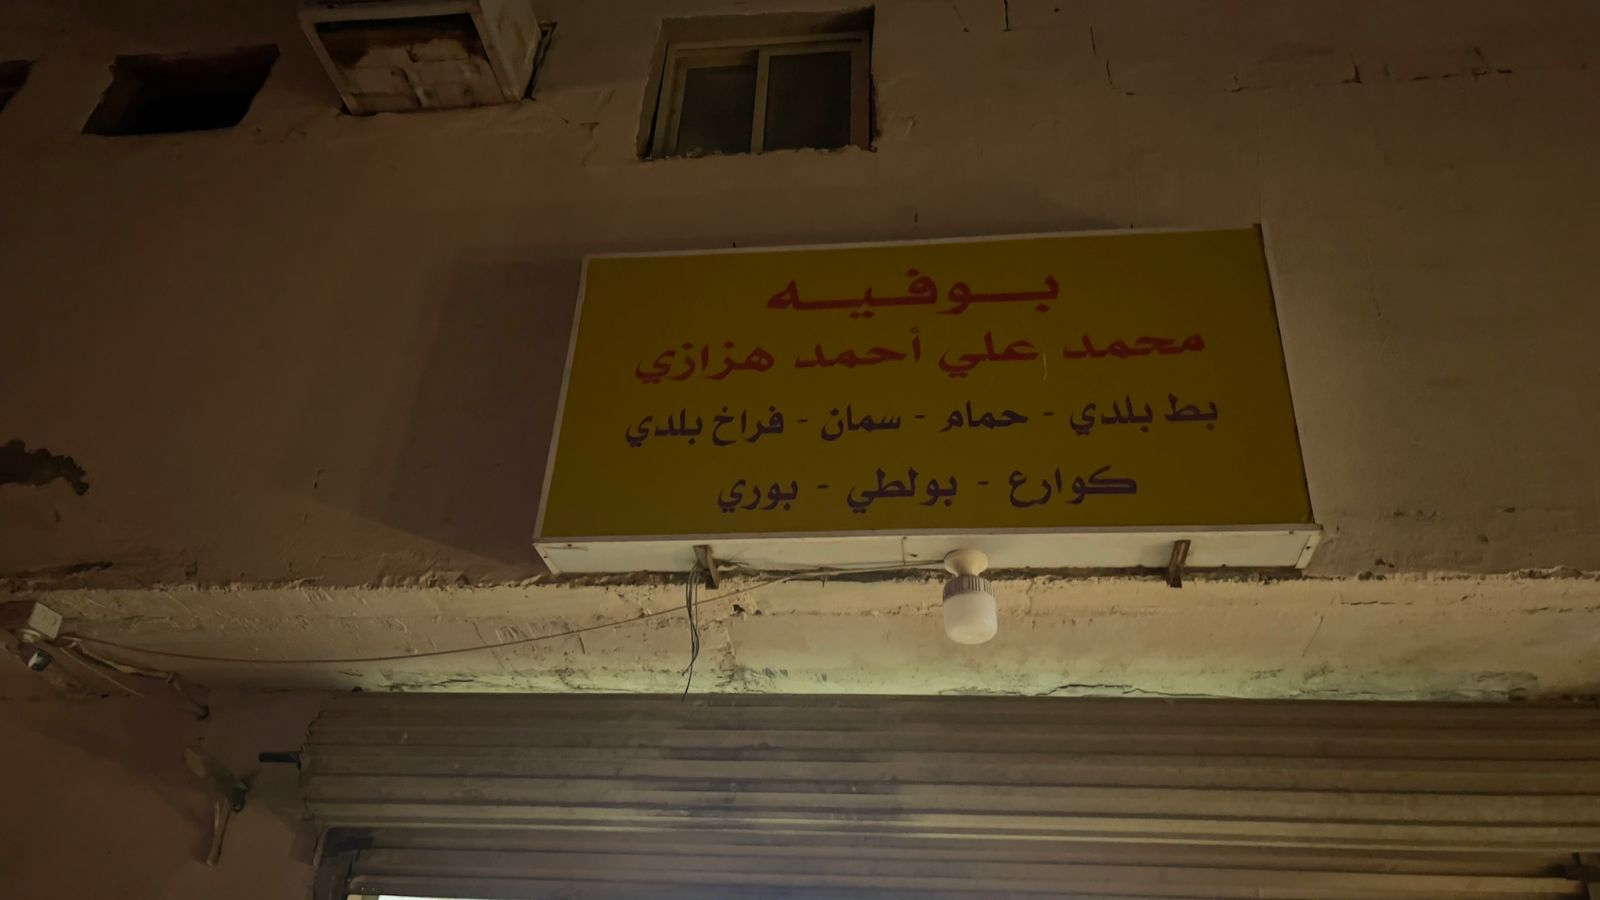 بوفيه
محمد علي أحمد هزازي
بط بلدي - حمام - سمان - فراخ بلدي
كوارع - بولطي - بوري